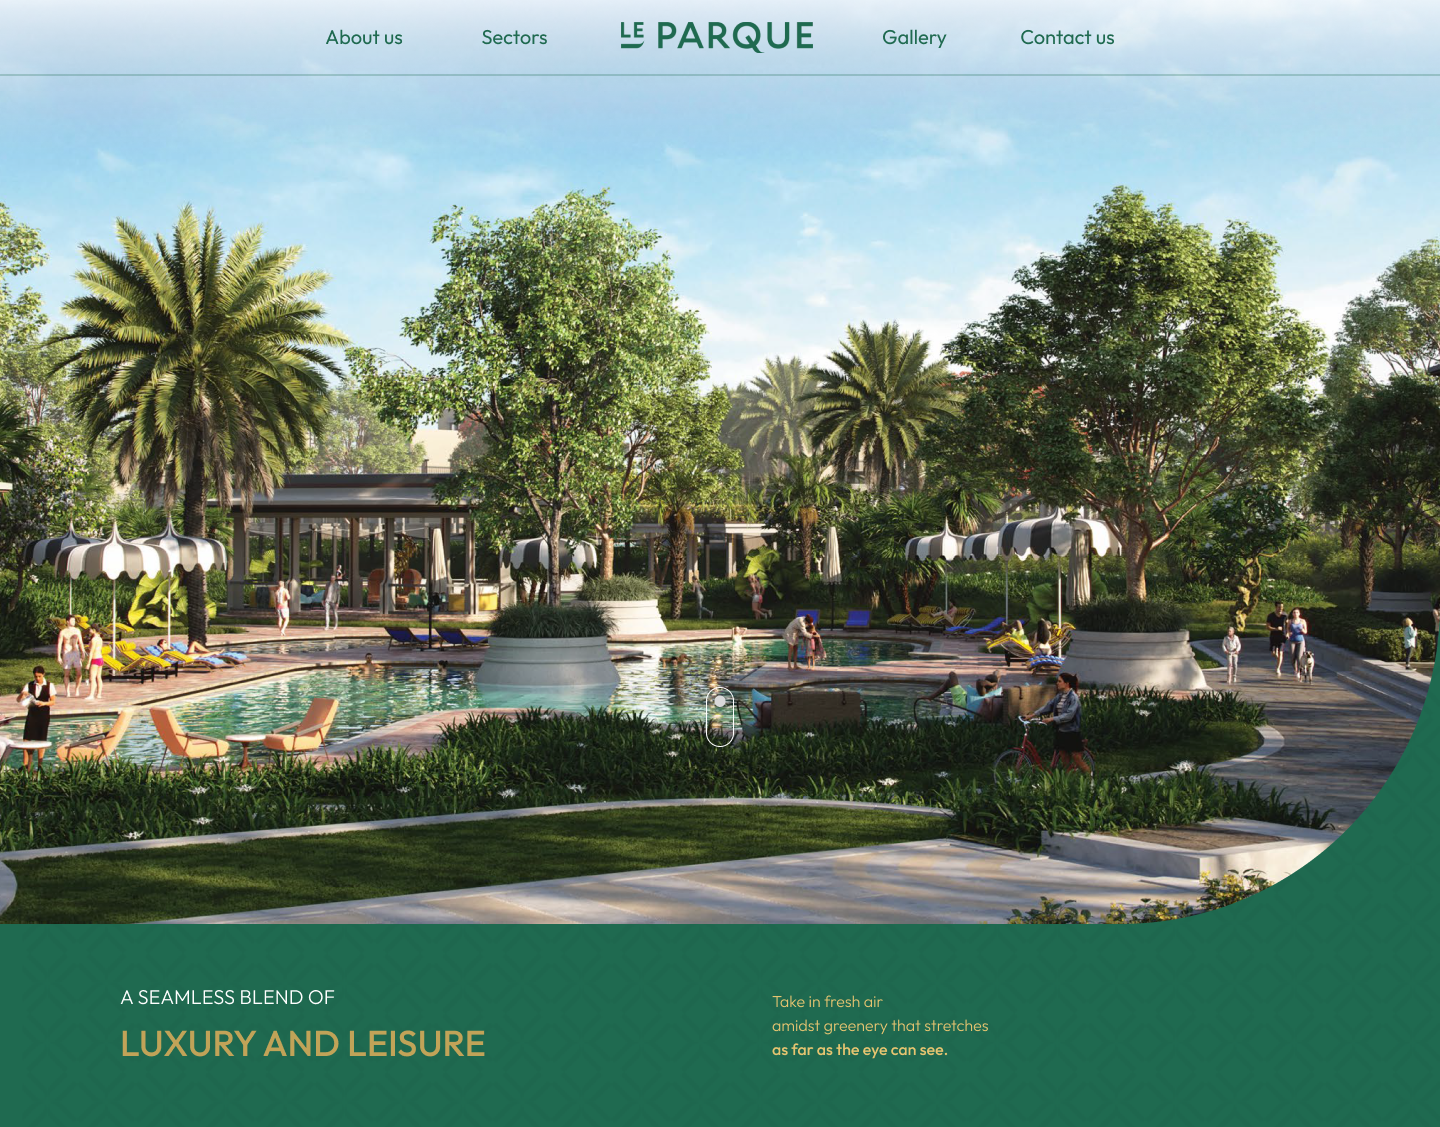 About us
Sectors
LE PARQUE
Gallery
Contact us
A SEAMLESS BLEND OF
LUXURY AND LEISURE
Take in fresh air
amidst greenery that stretches
as far as the eye can see.